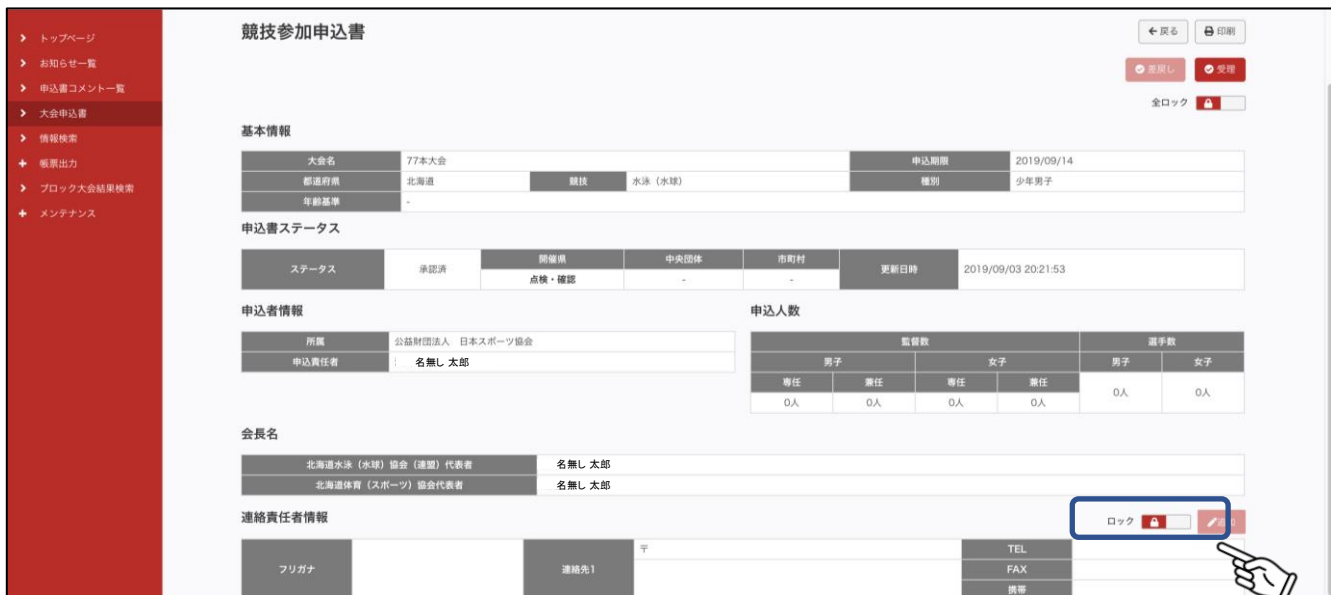 トップページ
お知らせ一覧
申込書コメント一覧
大会申込書
情報検索
帳票出力
ブロック大会結果検索
メンテナンス
競技参加申込書
戻る 印刷
差戻し 受理
全ロック
基本情報
大会名 77本大会 申込期限 2019/09/14
都道府県 北海道 競技 水泳（水球） 種別 少年男子
年齢基準 -
申込書ステータス
ステータス 承認済 開催県 中央団体 市町村 更新日時 2019/09/03 20:21:53
点検・確認 - -
申込者情報
所属 公益財団法人 日本スポーツ協会
申込責任者 名無し 太郎
申込人数
監督数 選手数
男子 女子 男子 女子
専任 兼任 専任 兼任
0人 0人 0人 0人 0人 0人
会長名
北海道水泳（水球）協会（連盟）代表者 名無し 太郎
北海道体育（スポーツ）協会代表者 名無し 太郎
連絡責任者情報
ロック
フリガナ 連絡先1 〒 TEL
FAX
携帯